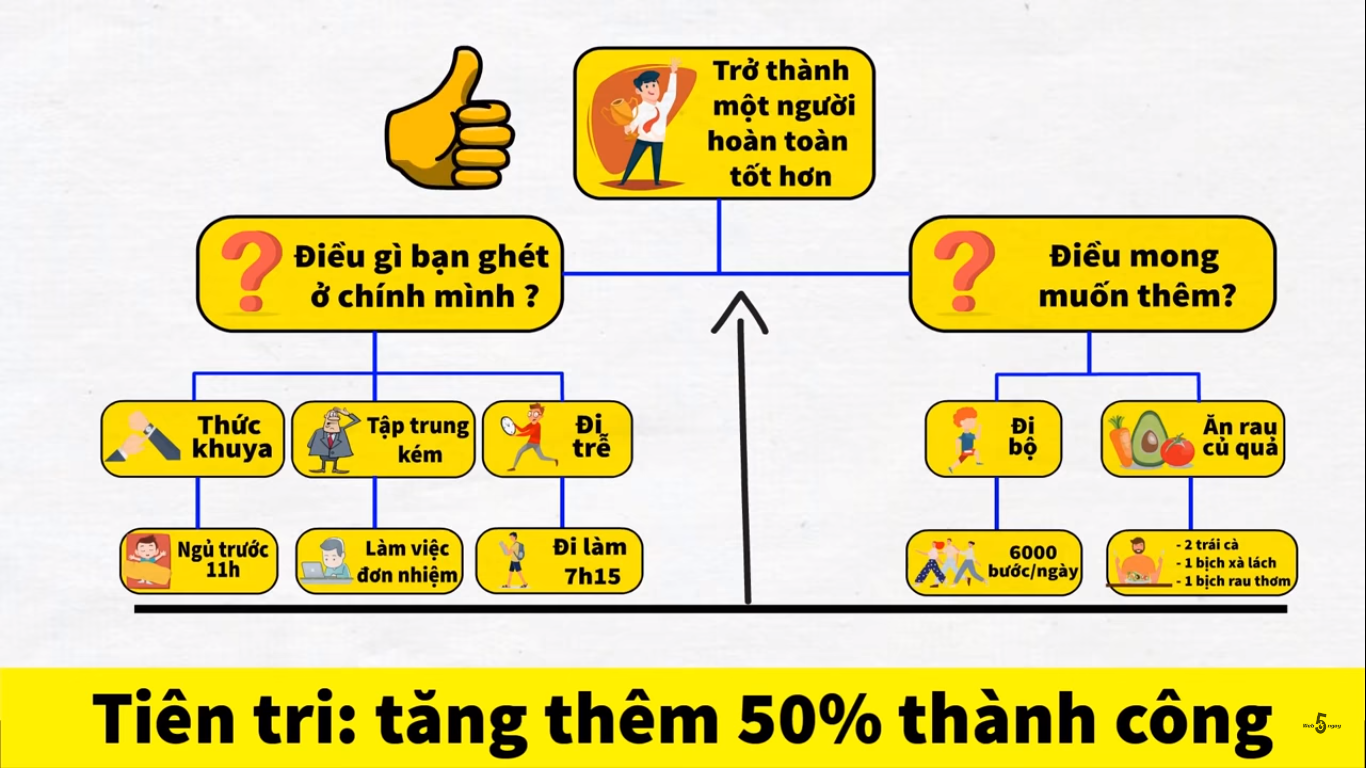 Trở thành
một người
hoàn toàn
tốt hơn
Điều gì bạn ghét
ở chính mình ?
Điều mong
muốn thêm?
Thức
khuya
Tập trung
kém
Đi
trễ
Đi
bộ
Ăn rau
củ quả
Ngủ trước
11h
Làm việc
đơn nhiệm
Đi làm
7h15
6000
bước/ngày
- 2 trái cà
- 1 bịch xà lách
- 1 bịch rau thơm
Tiên tri: tăng thêm 50% thành công
Web 5 ngay